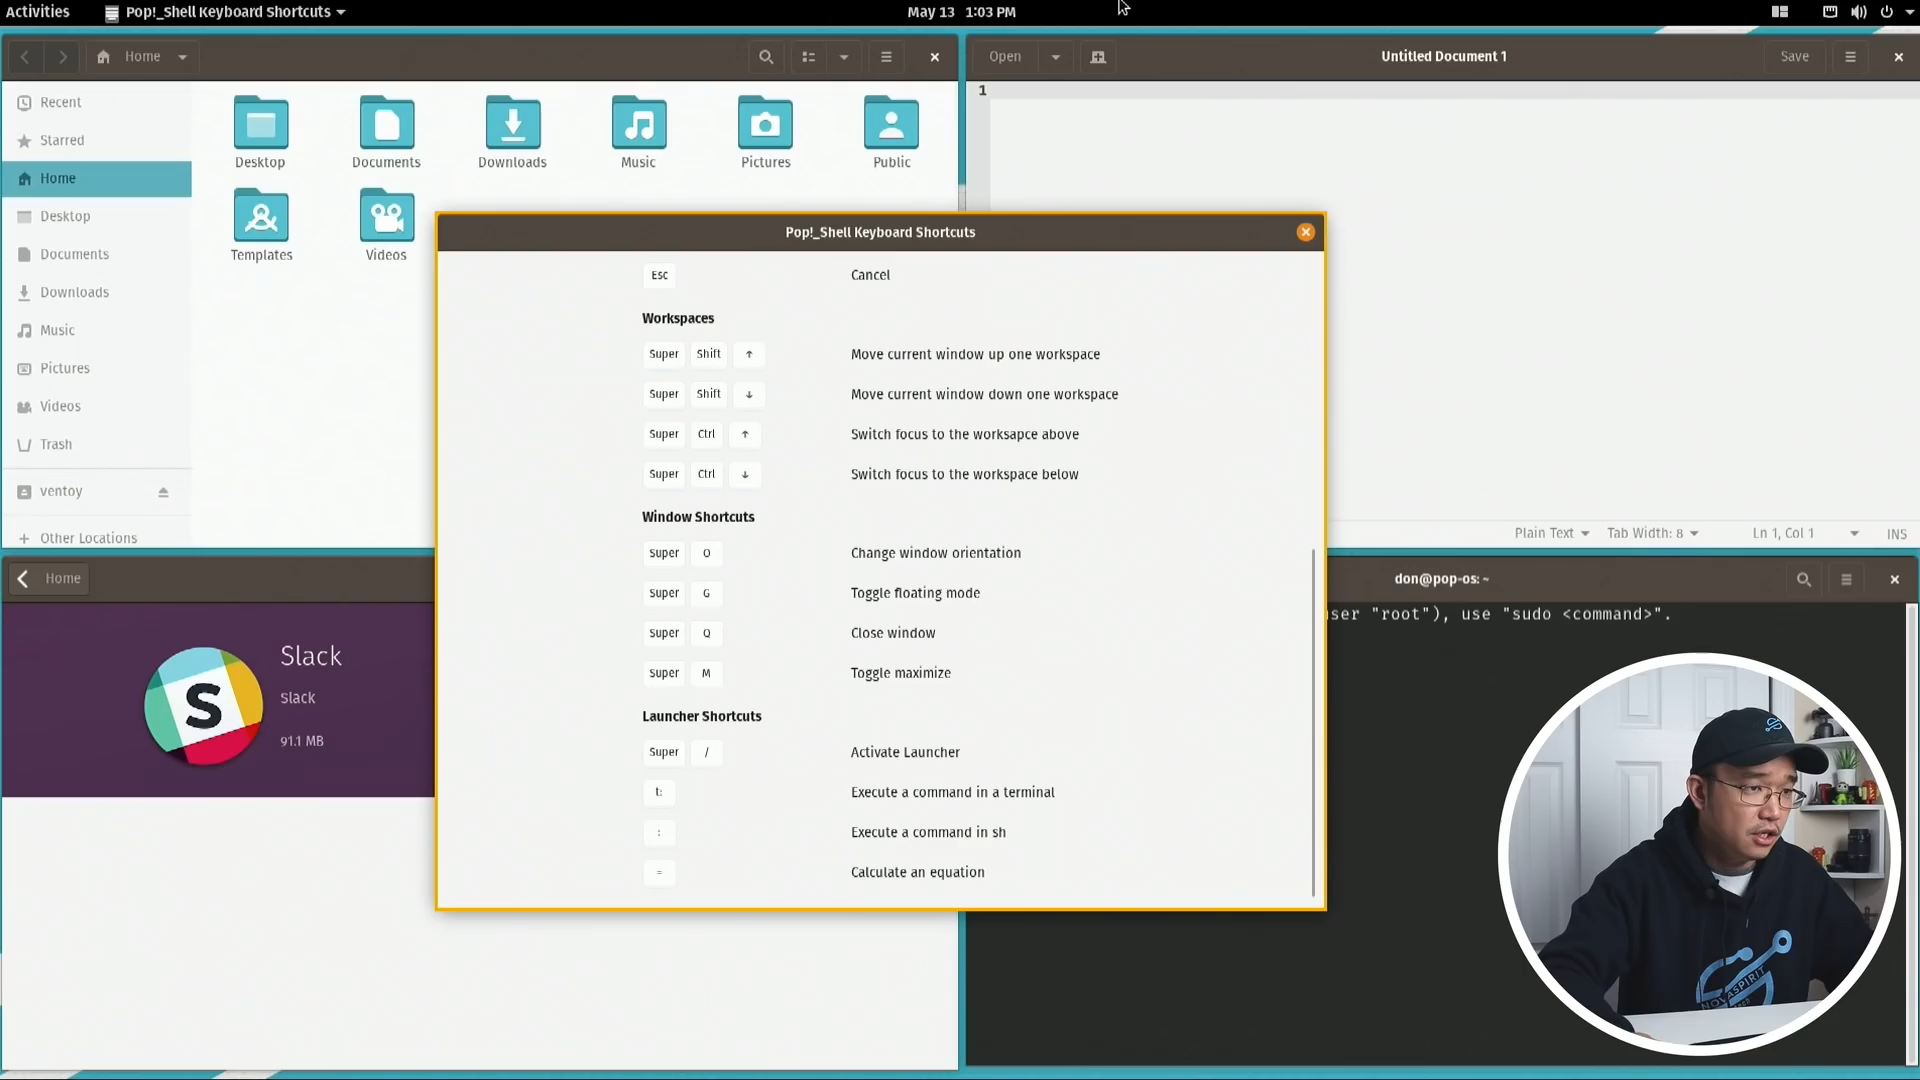 Activities
Pop!_Shell Keyboard Shortcuts
May 13 1:03 PM
Home
Recent
Starred
Home
Desktop
Documents
Downloads
Music
Pictures
Videos
Trash
ventoy
Other Locations
Desktop
Documents
Downloads
Music
Pictures
Public
Templates
Videos
Open
Untitled Document 1
Save
1
Plain Text
Tab Width: 8
Ln 1, Col 1
INS
Pop!_Shell Keyboard Shortcuts
Esc Cancel
Workspaces
Super Shift ↑ Move current window up one workspace
Super Shift ↓ Move current window down one workspace
Super Ctrl ↑ Switch focus to the worksapce above
Super Ctrl ↓ Switch focus to the workspace below
Window Shortcuts
Super O Change window orientation
Super G Toggle floating mode
Super Q Close window
Super M Toggle maximize
Launcher Shortcuts
Super / Activate Launcher
t: Execute a command in a terminal
: Execute a command in sh
= Calculate an equation
Home
Slack
Slack
91.1 MB
S
don@pop-os: ~
user "root"), use "sudo <command>".
NOVASPIRIT